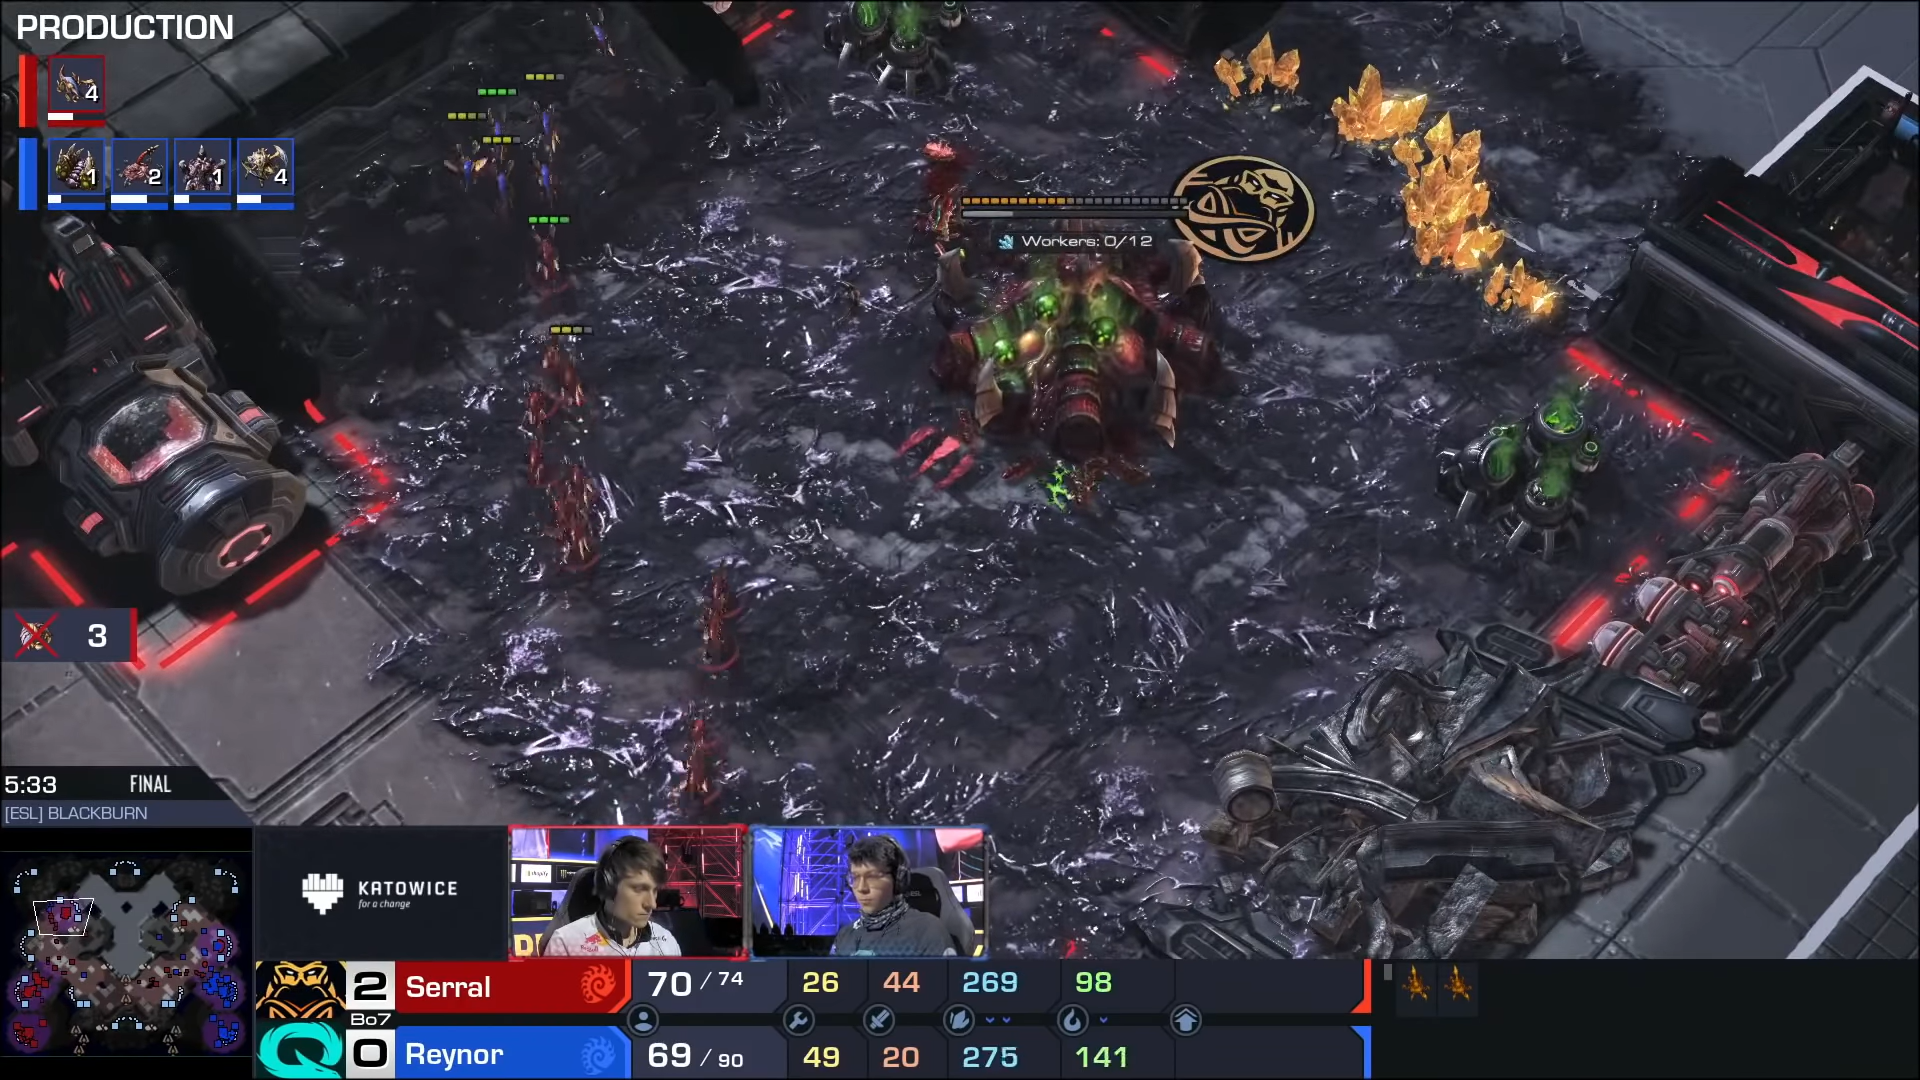 PRODUCTION
4
1 2 1 4
Workers: 0/12
3
5:33 FINAL
[ESL] BLACKBURN
KATOWICE
for a change
2 Serral 70 / 74 26 44 269 98
Bo7
0 Reynor 69 / 90 49 20 275 141